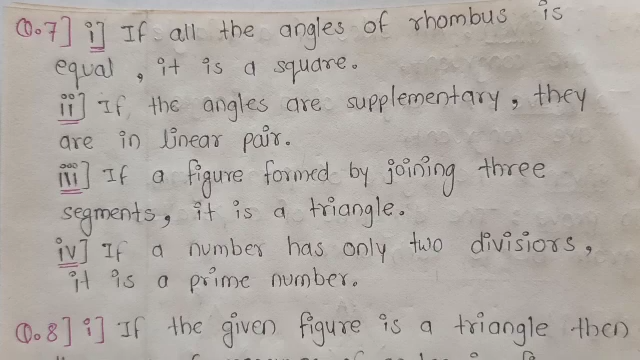 Q.7] i] If all the angles of rhombus is
equal, it is a square.
ii] If the angles are supplementary, they
are in linear pair.
iii] If a figure formed by joining three
segments, it is a triangle.
iv] If a number has only two divisiors,
it is a prime number.
Q.8] i] If the given figure is a triangle then